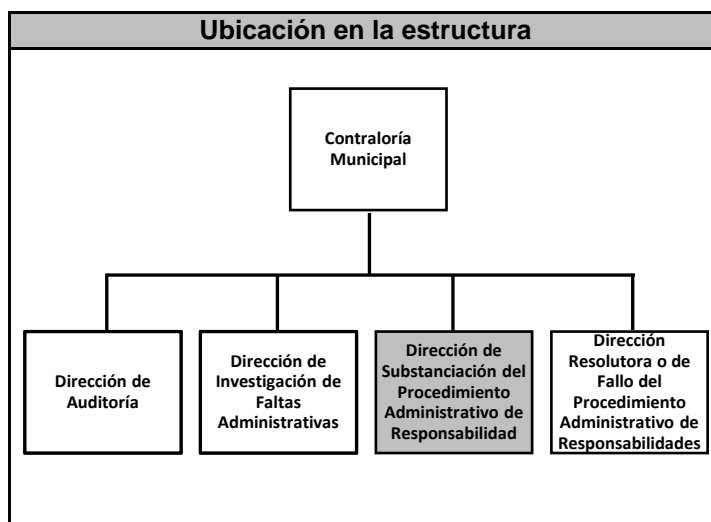 Ubicación en la estructura
Contraloría
Municipal
Dirección de
Auditoría
Dirección de
Investigación de
Faltas
Administrativas
Dirección de
Substanciación del
Procedimiento
Administrativo de
Responsabilidad
Dirección
Resolutora o de
Fallo del
Procedimiento
Administrativo de
Responsabilidades